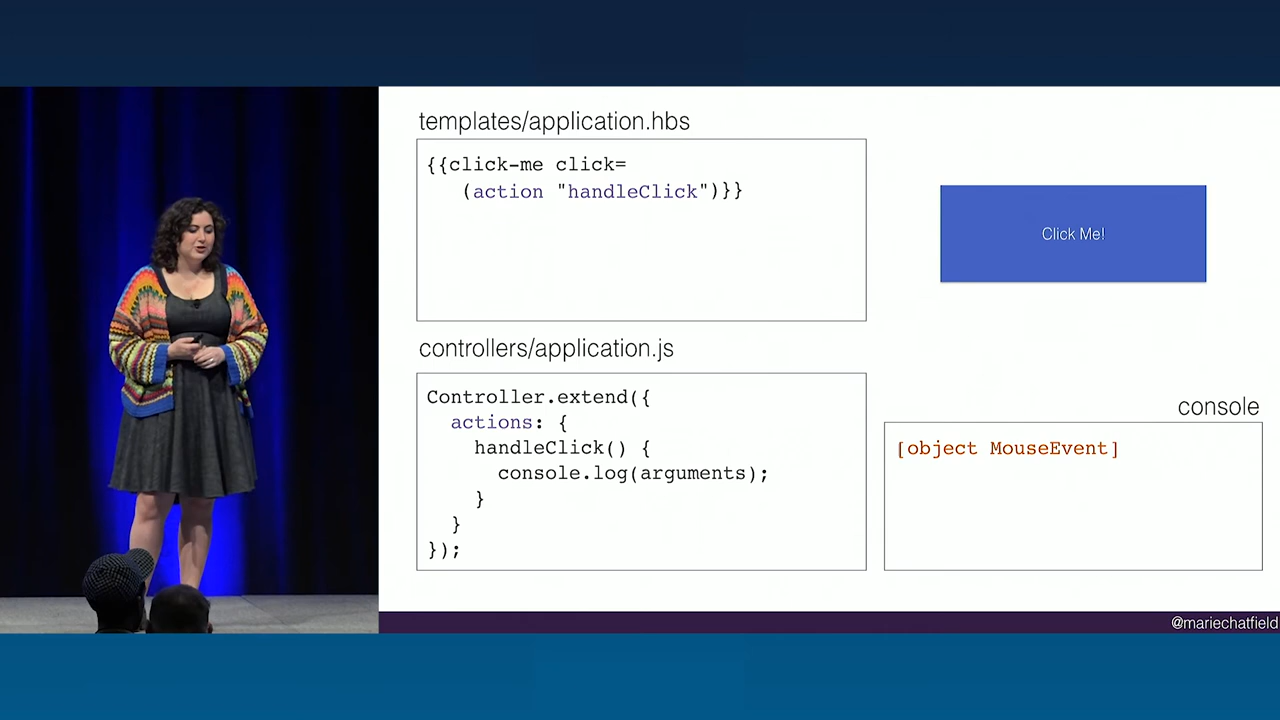 templates/application.hbs
{{click-me click=
(action "handleClick")}}
Click Me!
controllers/application.js
Controller.extend({
actions: {
handleClick() {
console.log(arguments);
}
}
});
console
[object MouseEvent]
@mariechatfield